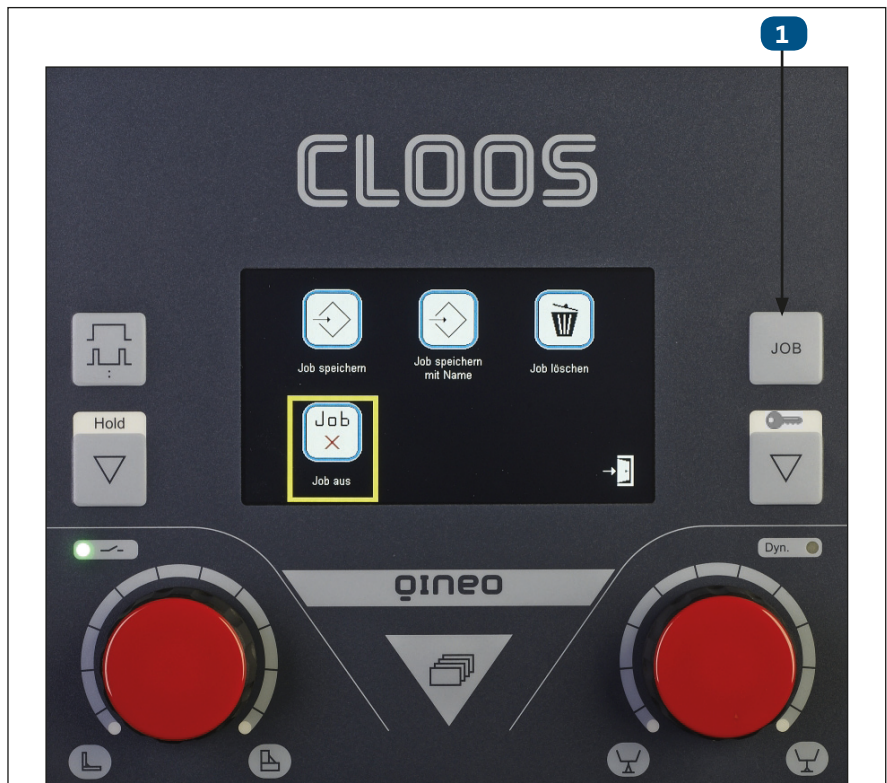 1
CLOOS
Job speichern
Job speichern
mit Name
Job löschen
JOB
Hold
Job
Job aus
Dyn.
QINEO